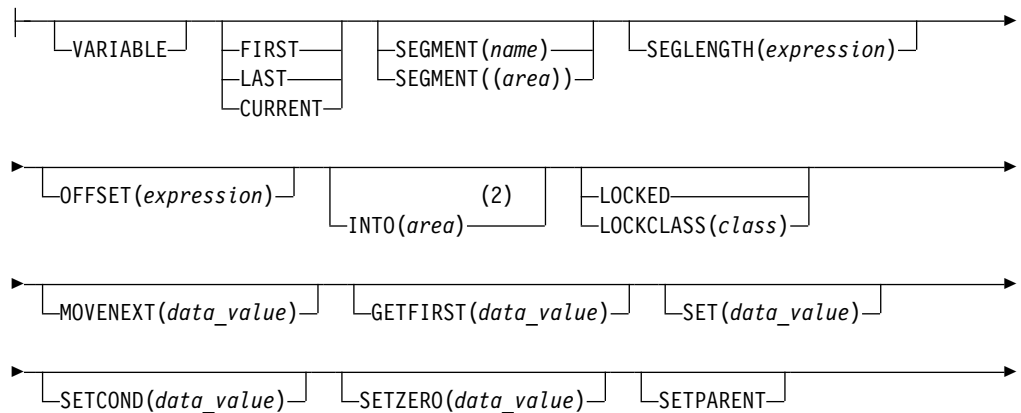 VARIABLE FIRST SEGMENT(name) SEGLENGTH(expression)
LAST SEGMENT((area))
CURRENT
OFFSET(expression) (2) LOCKED
INTO(area) LOCKCLASS(class)
MOVENEXT(data_value) GETFIRST(data_value) SET(data_value)
SETCOND(data_value) SETZERO(data_value) SETPARENT